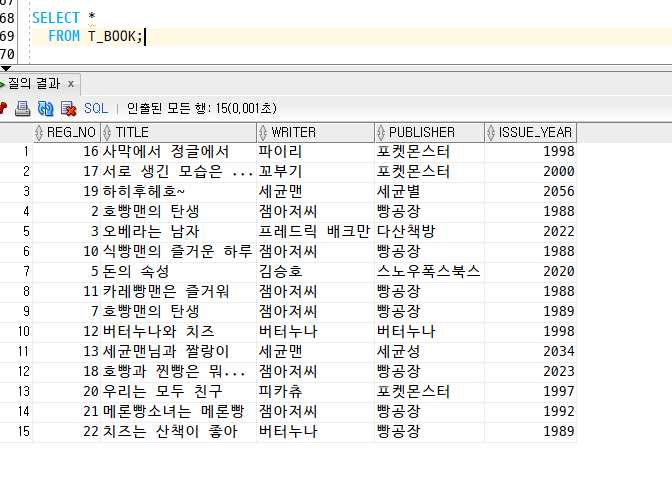 67
68 SELECT *
69 FROM T_BOOK;
70
질의 결과 x
SQL | 인출된 모든 행: 15(0,001초)
REG_NO TITLE WRITER PUBLISHER ISSUE_YEAR
1 16 사막에서 정글에서 파이리 포켓몬스터 1998
2 17 서로 생긴 모습은 ... 꼬부기 포켓몬스터 2000
3 19 하히후헤호~ 세균맨 세균별 2056
4 2 호빵맨의 탄생 잼아저씨 빵공장 1988
5 3 오베라는 남자 프레드릭 배크만 다산책방 2022
6 10 식빵맨의 즐거운 하루 잼아저씨 빵공장 1988
7 5 돈의 속성 김승호 스노우폭스북스 2020
8 11 카레빵맨은 즐거워 잼아저씨 빵공장 1988
9 7 호빵맨의 탄생 잼아저씨 빵공장 1989
10 12 버터누나와 치즈 버터누나 버터누나 1998
11 13 세균맨님과 짤랑이 세균맨 세균성 2034
12 18 호빵과 찐빵은 뭐... 잼아저씨 빵공장 2023
13 20 우리는 모두 친구 피카츄 포켓몬스터 1997
14 21 메론빵소녀는 메론빵 잼아저씨 빵공장 1992
15 22 치즈는 산책이 좋아 버터누나 빵공장 1989